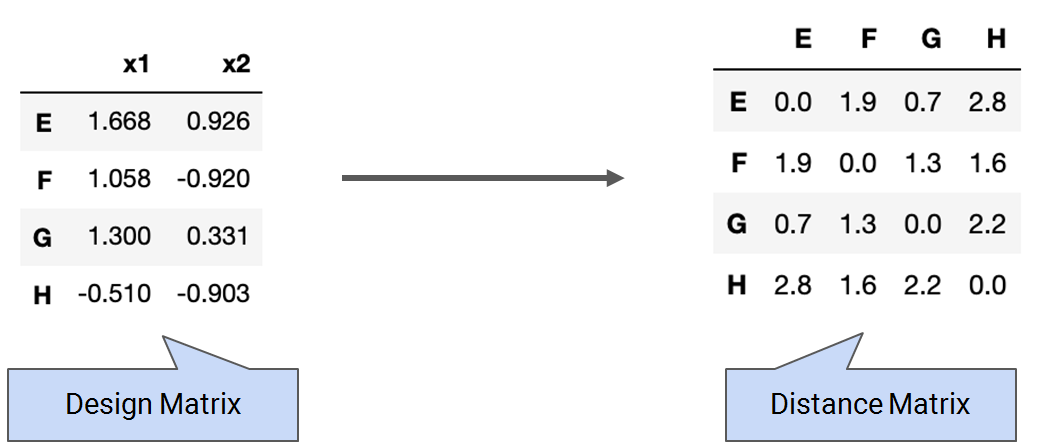 x1 x2
E 1.668 0.926
F 1.058 -0.920
G 1.300 0.331
H -0.510 -0.903
Design Matrix
E F G H
E 0.0 1.9 0.7 2.8
F 1.9 0.0 1.3 1.6
G 0.7 1.3 0.0 2.2
H 2.8 1.6 2.2 0.0
Distance Matrix